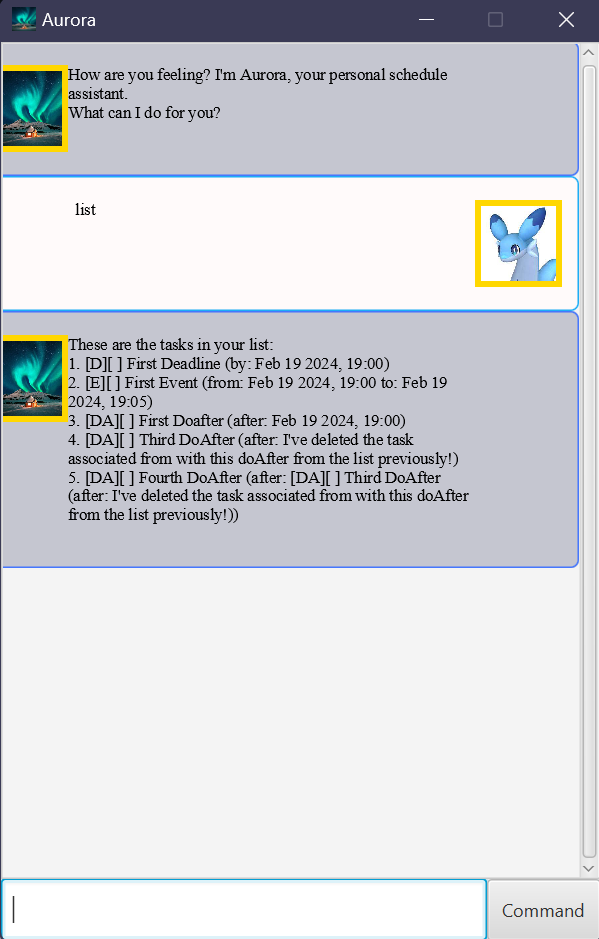 Aurora
How are you feeling? I'm Aurora, your personal schedule
assistant.
What can I do for you?
list
These are the tasks in your list:
1. [D][ ] First Deadline (by: Feb 19 2024, 19:00)
2. [E][ ] First Event (from: Feb 19 2024, 19:00 to: Feb 19
2024, 19:05)
3. [DA][ ] First Doafter (after: Feb 19 2024, 19:00)
4. [DA][ ] Third DoAfter (after: I've deleted the task
associated from with this doAfter from the list previously!)
5. [DA][ ] Fourth DoAfter (after: [DA][ ] Third DoAfter
(after: I've deleted the task associated from with this doAfter
from the list previously!))
Command